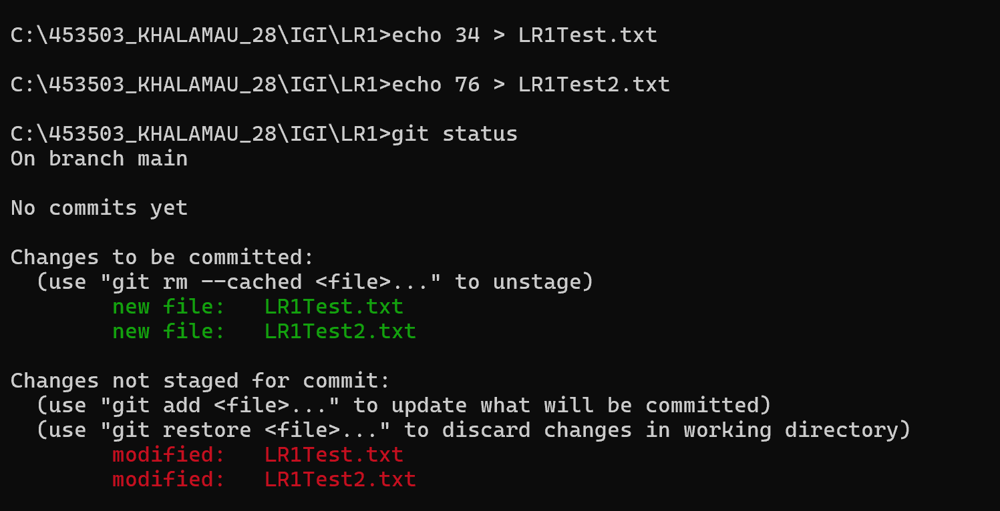 C:\453503_KHALAMAU_28\IGI\LR1>echo 34 > LR1Test.txt
C:\453503_KHALAMAU_28\IGI\LR1>echo 76 > LR1Test2.txt
C:\453503_KHALAMAU_28\IGI\LR1>git status
On branch main
No commits yet
Changes to be committed:
  (use "git rm --cached <file>..." to unstage)
        new file:   LR1Test.txt
        new file:   LR1Test2.txt
Changes not staged for commit:
  (use "git add <file>..." to update what will be committed)
  (use "git restore <file>..." to discard changes in working directory)
        modified:   LR1Test.txt
        modified:   LR1Test2.txt